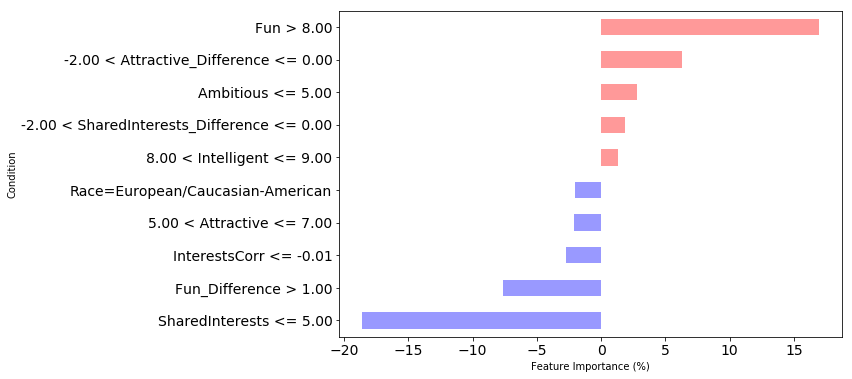 Fun > 8.00
-2.00 < Attractive_Difference <= 0.00
Ambitious <= 5.00
-2.00 < SharedInterests_Difference <= 0.00
8.00 < Intelligent <= 9.00
Race=European/Caucasian-American
5.00 < Attractive <= 7.00
InterestsCorr <= -0.01
Fun_Difference > 1.00
SharedInterests <= 5.00
Condition
−20 −15 −10 −5 0 5 10 15
Feature Importance (%)